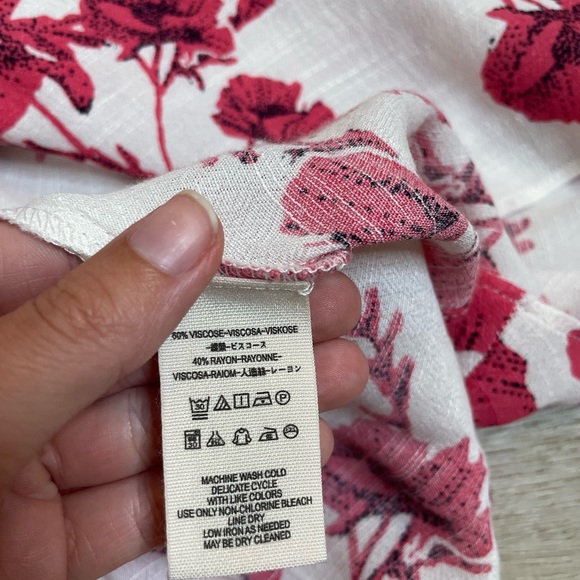 60% VISCOSE-VISCOSA-VISKOSE
ビスコース
40% RAYON-RAYONNE-
VISCOSA-RAIOM-人造絲-レーヨン
MACHINE WASH COLD
DELICATE CYCLE
WITH LIKE COLORS
USE ONLY NON-CHLORINE BLEACH
LINE DRY
LOW IRON AS NEEDED
MAY BE DRY CLEANED